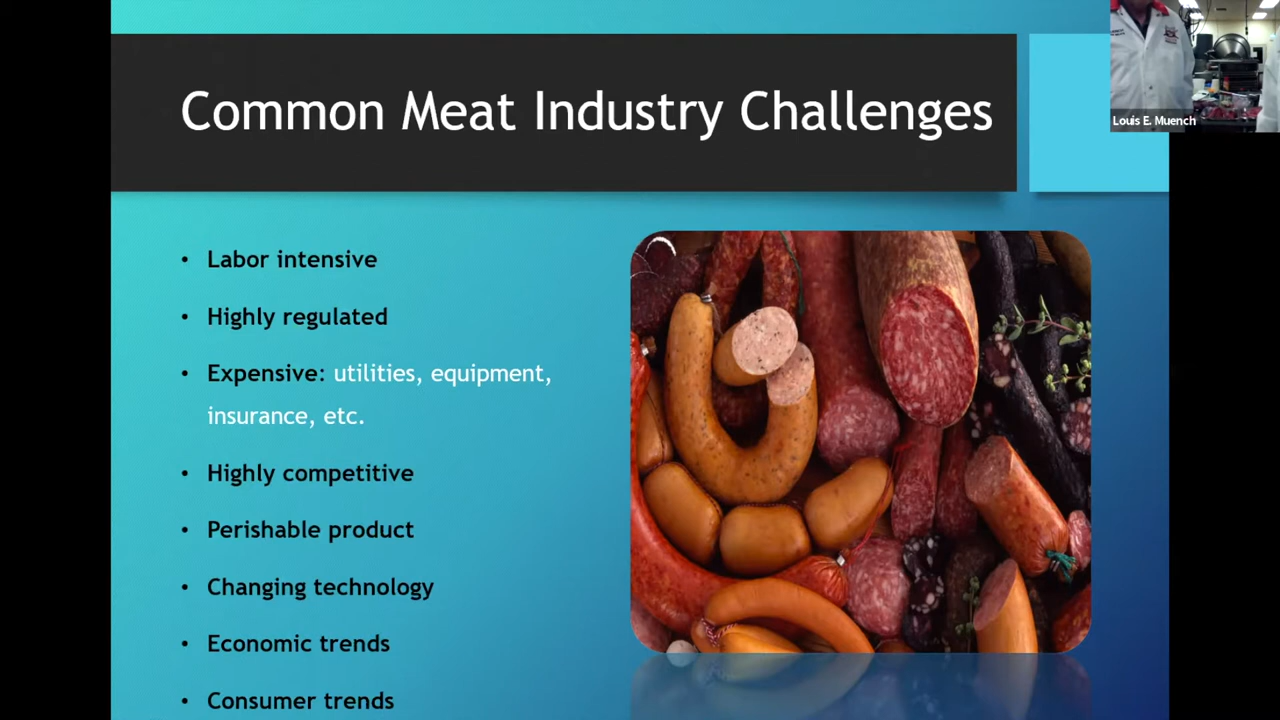 Common Meat Industry Challenges
Louis E. Muench
• Labor intensive
• Highly regulated
• Expensive: utilities, equipment,
insurance, etc.
• Highly competitive
• Perishable product
• Changing technology
• Economic trends
• Consumer trends